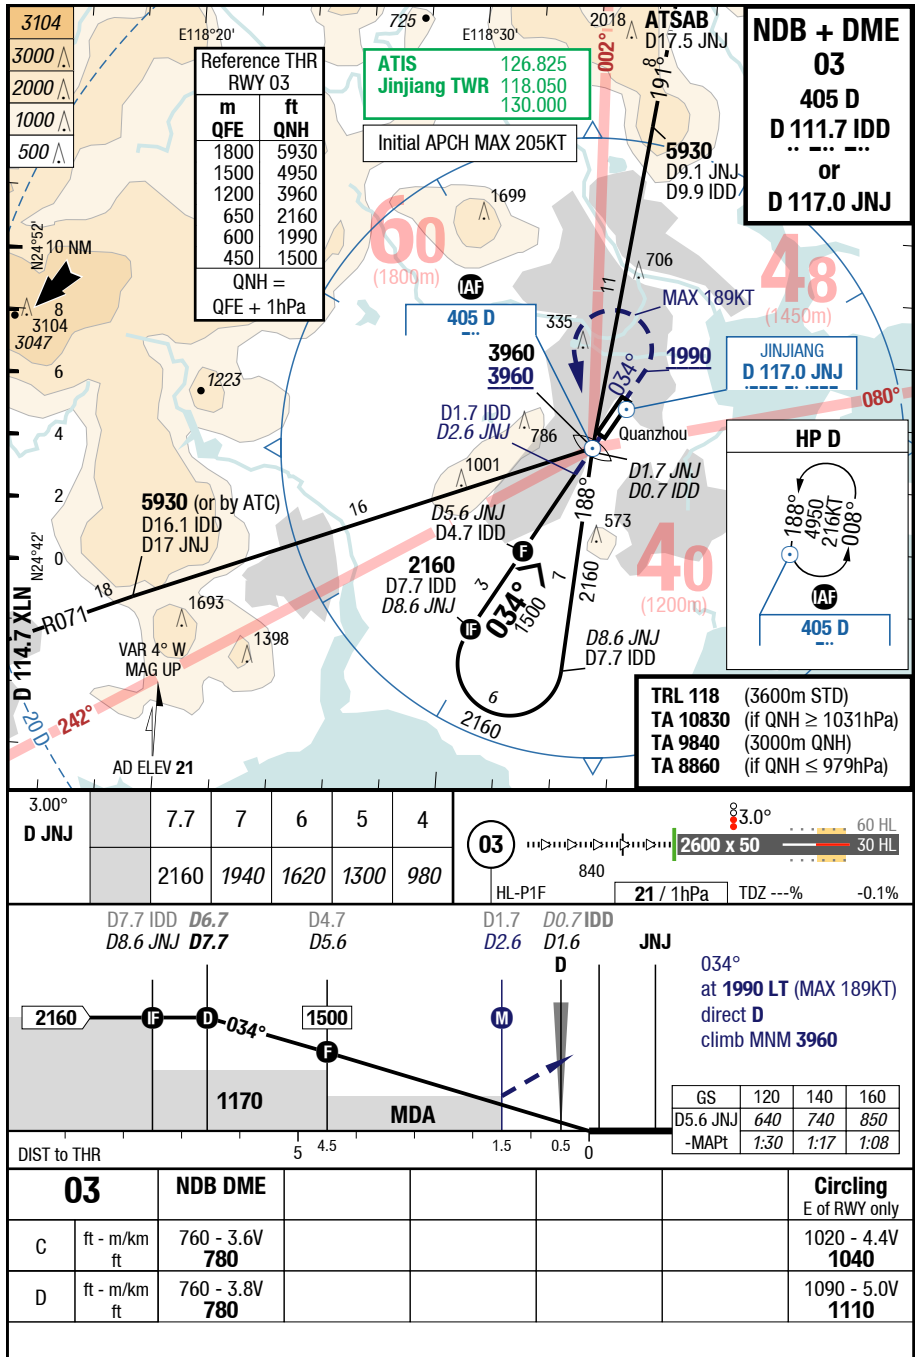 3104
3000
2000
1000
500
E118°20'
725
E118°30'
2018
ATSAB
D17.5 JNJ
NDB + DME
03
405 D
D 111.7 IDD
or
D 117.0 JNJ
Reference THR
RWY 03
m ft
QFE QNH
1800 5930
1500 4950
1200 3960
650 2160
600 1990
450 1500
QNH =
QFE + 1hPa
ATIS 126.825
Jinjiang TWR 118.050
130.000
Initial APCH MAX 205KT
002°
8
191°
5930
D9.1 JNJ
D9.9 IDD
1699
60
(1800m)
48
(1450m)
706
11
MAX 189KT
N24°52'
10 NM
8
3104
3047
6
4
2
0
N24°42'
IAF
405 D
335
3960
3960
034°
1990
JINJIANG
D 117.0 JNJ
080°
1223
D1.7 IDD
D2.6 JNJ
786
Quanzhou
1001
D1.7 JNJ
D0.7 IDD
HP D
188°
4950
216KT
008°
IAF
405 D
5930 (or by ATC)
D16.1 IDD
D17 JNJ
16
D5.6 JNJ
D4.7 IDD
188°
573
F
2160
D7.7 IDD
D8.6 JNJ
3
034°
1500
7
2160
40
(1200m)
18
R071
D 114.7 XLN
1693
1398
IF
D8.6 JNJ
D7.7 IDD
VAR 4° W
MAG UP
6
2160
20 D
242°
AD ELEV 21
TRL 118 (3600m STD)
TA 10830 (if QNH ≥ 1031hPa)
TA 9840 (3000m QNH)
TA 8860 (if QNH ≤ 979hPa)
3.00°
D JNJ
7.7 7 6 5 4
2160 1940 1620 1300 980
03
840
HL-P1F
3.0°
2600 x 50
60 HL
30 HL
21 / 1hPa
TDZ ---%
-0.1%
D7.7 IDD D6.7 D4.7 D1.7 D0.7 IDD
D8.6 JNJ D7.7 D5.6 D2.6 D1.6 JNJ
D
2160
IF
D
034°
1500
F
M
1170
MDA
034°
at 1990 LT (MAX 189KT)
direct D
climb MNM 3960
GS 120 140 160
D5.6 JNJ 640 740 850
-MAPt 1:30 1:17 1:08
DIST to THR 5 4.5 1.5 0.5 0
03 NDB DME Circling
E of RWY only
C ft - m/km 760 - 3.6V 1020 - 4.4V
ft 780 1040
D ft - m/km 760 - 3.8V 1090 - 5.0V
ft 780 1110